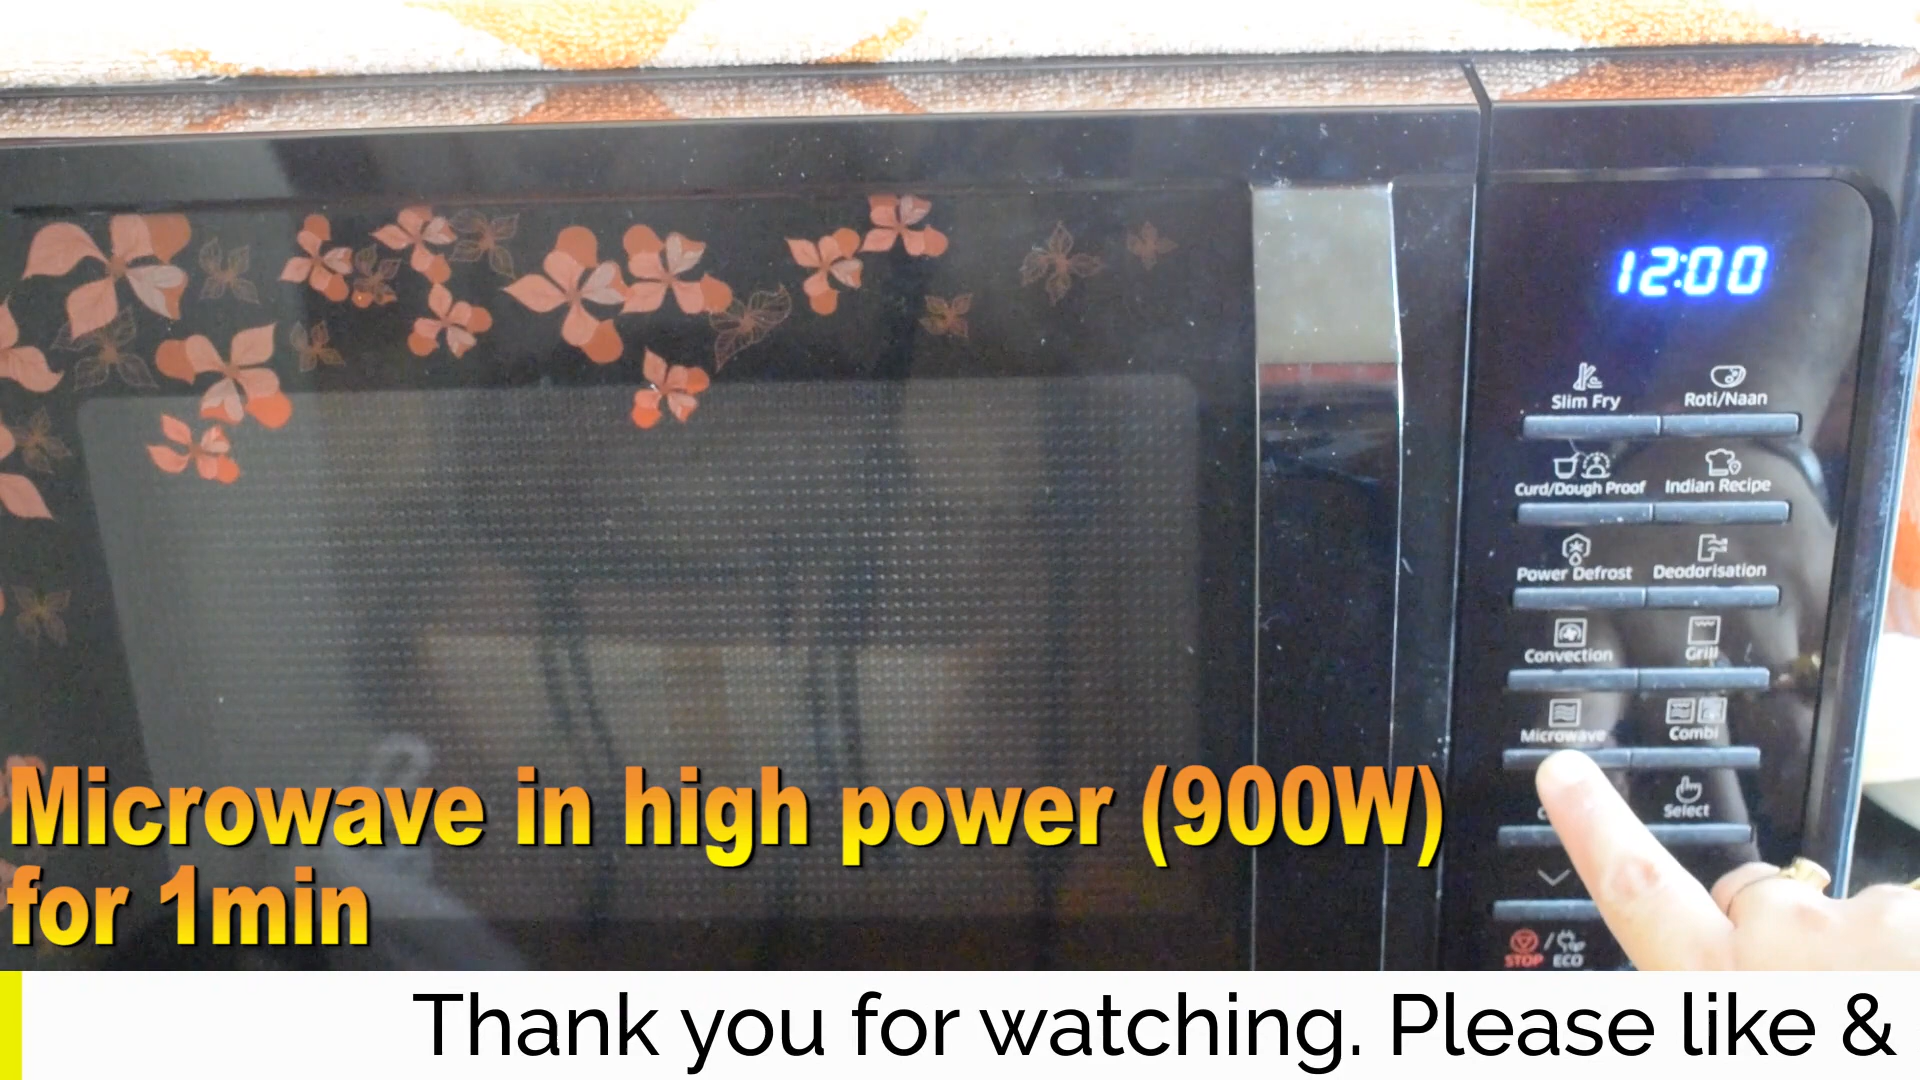 12:00
Slim Fry
Roti/Naan
Curd/Dough Proof
Indian Recipe
Power Defrost
Deodorisation
Convection
Grill
Microwave
Combi
Select
STOP / ECO
Microwave in high power (900W)
for 1min
Thank you for watching. Please like &